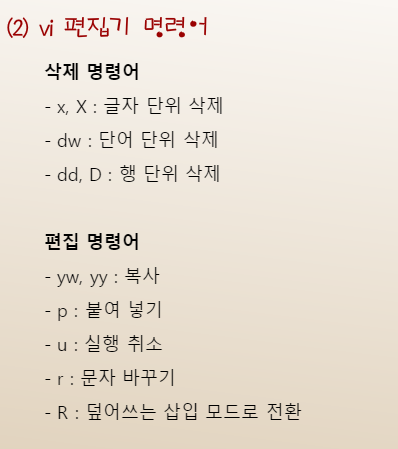 (2) vi 편집기 명령어
삭제 명령어
- x, X : 글자 단위 삭제
- dw : 단어 단위 삭제
- dd, D : 행 단위 삭제
편집 명령어
- yw, yy : 복사
- p : 붙여 넣기
- u : 실행 취소
- r : 문자 바꾸기
- R : 덮어쓰는 삽입 모드로 전환